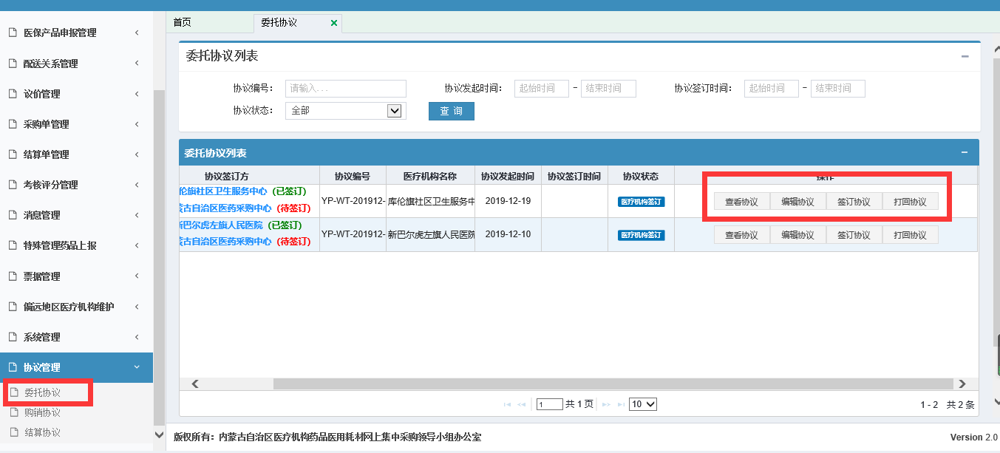 首页
委托协议
医保产品申报管理
配送关系管理
议价管理
采购单管理
结算单管理
考核评分管理
消息管理
特殊管理药品上报
票据管理
偏远地区医疗机构维护
系统管理
协议管理
委托协议
购销协议
结算协议
委托协议列表
协议编号: 请输入... 协议发起时间: 起始时间 - 结束时间 协议签订时间: 起始时间 - 结束时间
协议状态: 全部 查 询
委托协议列表
协议签订方 协议编号 医疗机构名称 协议发起时间 协议签订时间 协议状态 操作
伦旗社区卫生服务中心 (已签订)
蒙古自治区医药采购中心 (待签订)
YP-WT-201912- 库伦旗社区卫生服务中 2019-12-19 医疗机构签订 查看协议 编辑协议 签订协议 打回协议
新巴尔虎左旗人民医院 (已签订)
蒙古自治区医药采购中心 (待签订)
YP-WT-201912- 新巴尔虎左旗人民医院 2019-12-10 医疗机构签订 查看协议 编辑协议 签订协议 打回协议
1 共 1 页 10 1 - 2 共 2 条
版权所有: 内蒙古自治区医疗机构药品医用耗材网上集中采购领导小组办公室 Version 2.0